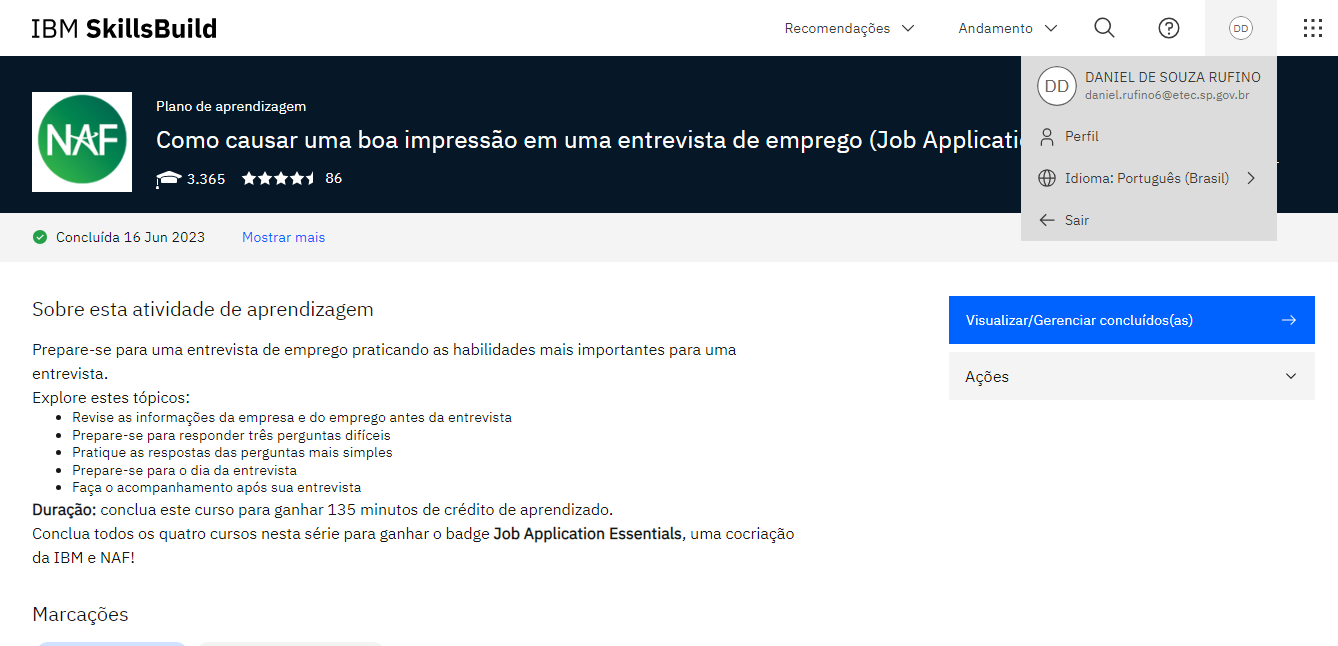 IBM SkillsBuild
Recomendações
Andamento
DD
DD
DANIEL DE SOUZA RUFINO
daniel.rufino6@etec.sp.gov.br
Perfil
Idioma: Português (Brasil)
Sair
NAF
Plano de aprendizagem
Como causar uma boa impressão em uma entrevista de emprego (Job Applicati
3.365
86
Concluída 16 Jun 2023
Mostrar mais
Sobre esta atividade de aprendizagem
Prepare-se para uma entrevista de emprego praticando as habilidades mais importantes para uma
entrevista.
Explore estes tópicos:
• Revise as informações da empresa e do emprego antes da entrevista
• Prepare-se para responder três perguntas difíceis
• Pratique as respostas das perguntas mais simples
• Prepare-se para o dia da entrevista
• Faça o acompanhamento após sua entrevista
Duração: conclua este curso para ganhar 135 minutos de crédito de aprendizado.
Conclua todos os quatro cursos nesta série para ganhar o badge Job Application Essentials, uma cocriação
da IBM e NAF!
Visualizar/Gerenciar concluídos(as)
Ações
Marcações